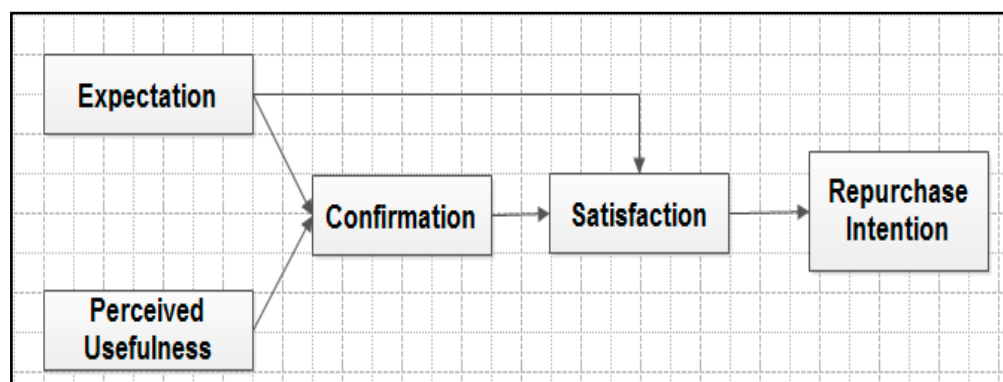 Expectation
Confirmation
Satisfaction
Repurchase
Intention
Perceived
Usefulness